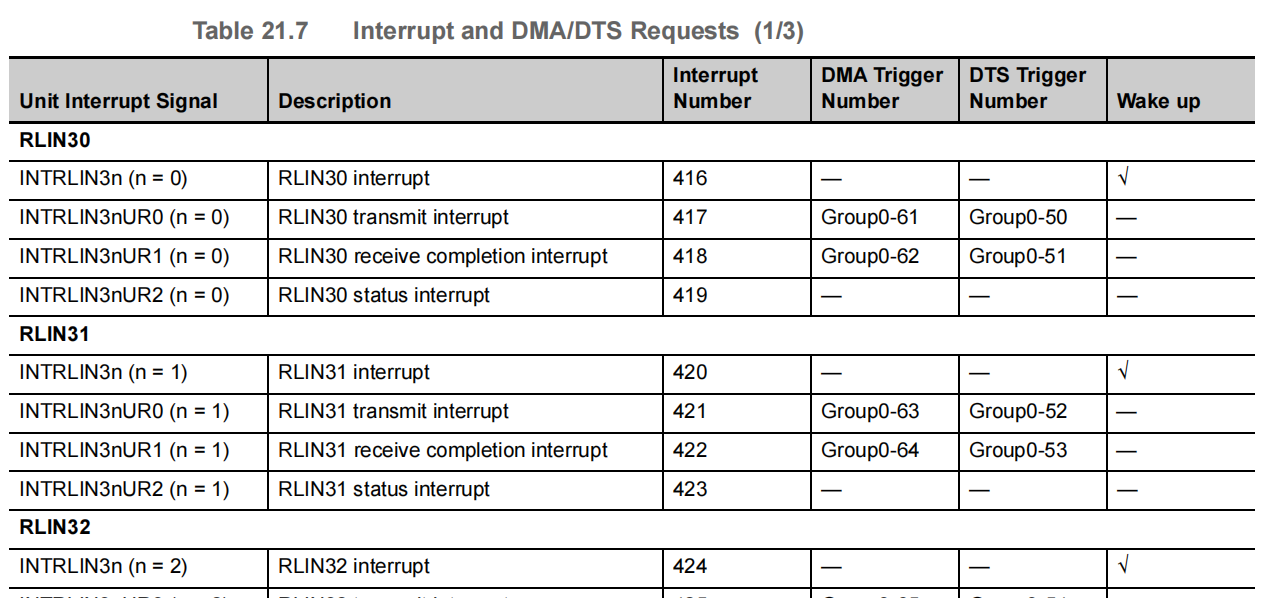 Table 21.7 Interrupt and DMA/DTS Requests (1/3)
Unit Interrupt Signal Description Interrupt Number DMA Trigger Number DTS Trigger Number Wake up
RLIN30
INTRLIN3n (n = 0) RLIN30 interrupt 416 — — √
INTRLIN3nUR0 (n = 0) RLIN30 transmit interrupt 417 Group0-61 Group0-50 —
INTRLIN3nUR1 (n = 0) RLIN30 receive completion interrupt 418 Group0-62 Group0-51 —
INTRLIN3nUR2 (n = 0) RLIN30 status interrupt 419 — — —
RLIN31
INTRLIN3n (n = 1) RLIN31 interrupt 420 — — √
INTRLIN3nUR0 (n = 1) RLIN31 transmit interrupt 421 Group0-63 Group0-52 —
INTRLIN3nUR1 (n = 1) RLIN31 receive completion interrupt 422 Group0-64 Group0-53 —
INTRLIN3nUR2 (n = 1) RLIN31 status interrupt 423 — — —
RLIN32
INTRLIN3n (n = 2) RLIN32 interrupt 424 — — √